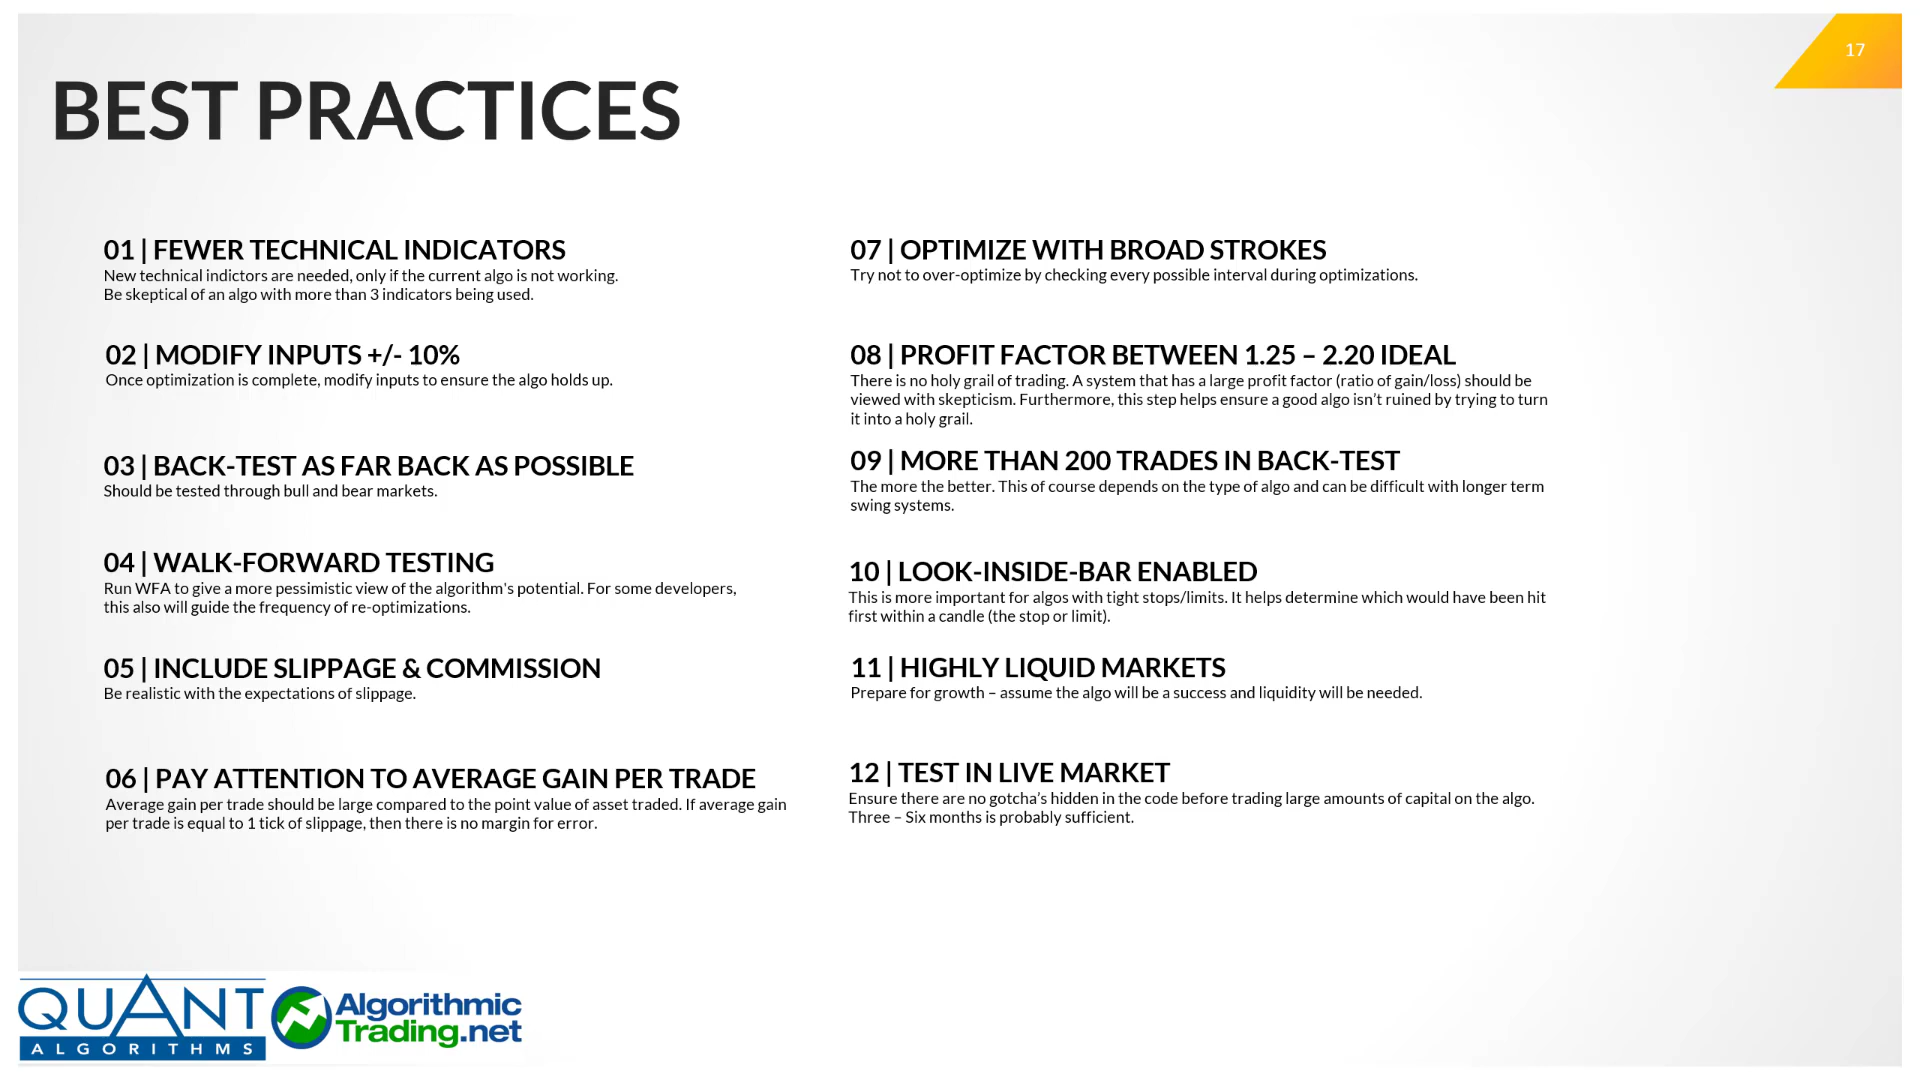 17
BEST PRACTICES
01 | FEWER TECHNICAL INDICATORS
New technical indictors are needed, only if the current algo is not working.
Be skeptical of an algo with more than 3 indicators being used.
02 | MODIFY INPUTS +/- 10%
Once optimization is complete, modify inputs to ensure the algo holds up.
03 | BACK-TEST AS FAR BACK AS POSSIBLE
Should be tested through bull and bear markets.
04 | WALK-FORWARD TESTING
Run WFA to give a more pessimistic view of the algorithm's potential. For some developers,
this also will guide the frequency of re-optimizations.
05 | INCLUDE SLIPPAGE & COMMISSION
Be realistic with the expectations of slippage.
06 | PAY ATTENTION TO AVERAGE GAIN PER TRADE
Average gain per trade should be large compared to the point value of asset traded. If average gain
per trade is equal to 1 tick of slippage, then there is no margin for error.
07 | OPTIMIZE WITH BROAD STROKES
Try not to over-optimize by checking every possible interval during optimizations.
08 | PROFIT FACTOR BETWEEN 1.25 – 2.20 IDEAL
There is no holy grail of trading. A system that has a large profit factor (ratio of gain/loss) should be
viewed with skepticism. Furthermore, this step helps ensure a good algo isn’t ruined by trying to turn
it into a holy grail.
09 | MORE THAN 200 TRADES IN BACK-TEST
The more the better. This of course depends on the type of algo and can be difficult with longer term
swing systems.
10 | LOOK-INSIDE-BAR ENABLED
This is more important for algos with tight stops/limits. It helps determine which would have been hit
first within a candle (the stop or limit).
11 | HIGHLY LIQUID MARKETS
Prepare for growth – assume the algo will be a success and liquidity will be needed.
12 | TEST IN LIVE MARKET
Ensure there are no gotcha’s hidden in the code before trading large amounts of capital on the algo.
Three – Six months is probably sufficient.
QUANT
ALGORITHMS
Algorithmic
Trading.net